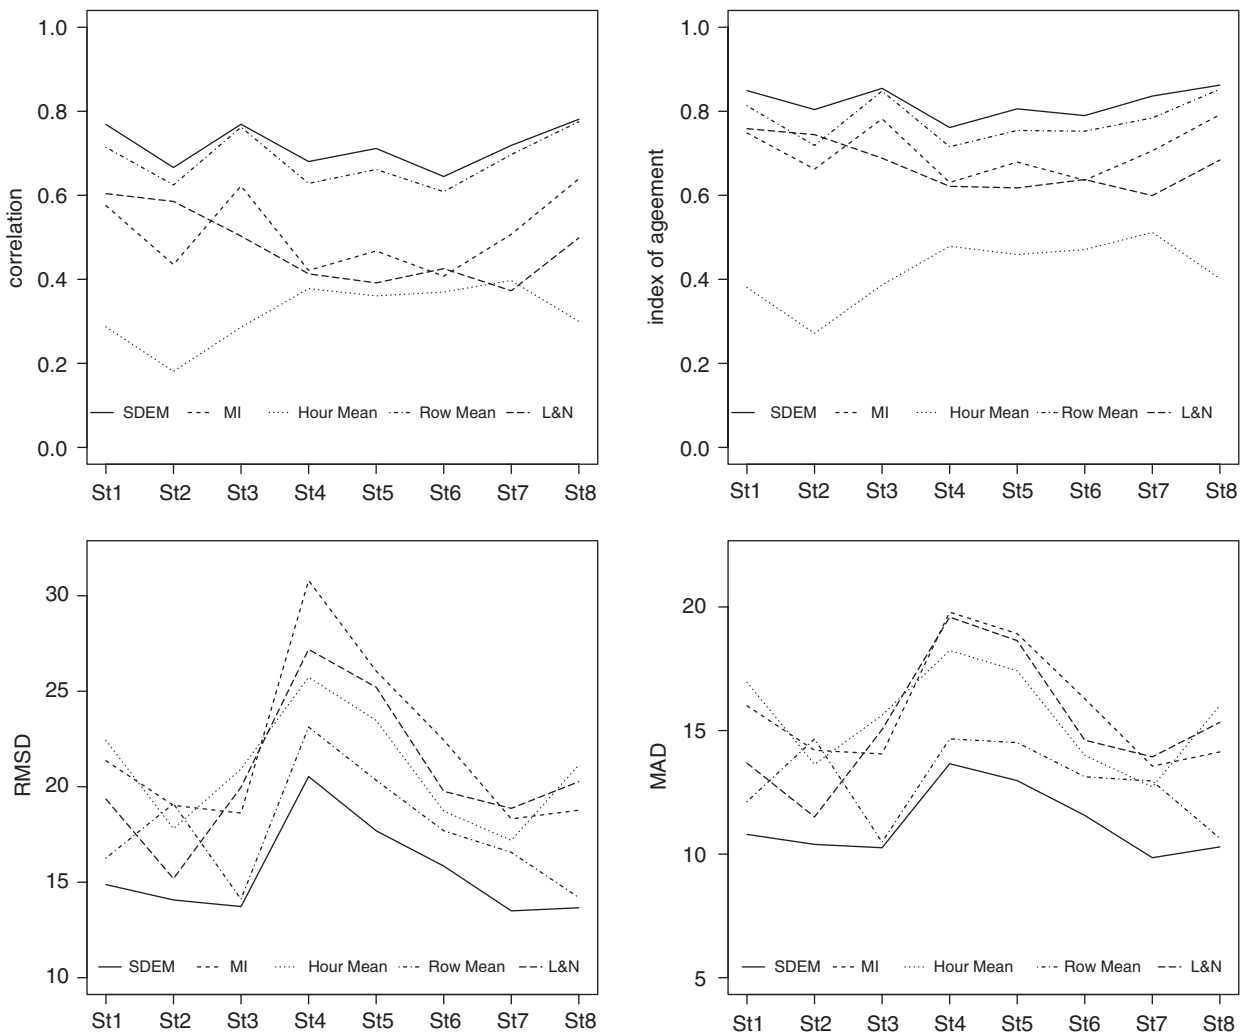 1.0
0.8
0.6
0.4
0.2
0.0
correlation
SDEM MI Hour Mean Row Mean L&N
St1 St2 St3 St4 St5 St6 St7 St8
1.0
0.8
0.6
0.4
0.2
0.0
index of ageement
SDEM MI Hour Mean Row Mean L&N
St1 St2 St3 St4 St5 St6 St7 St8
30
25
20
15
10
RMSD
SDEM MI Hour Mean Row Mean L&N
St1 St2 St3 St4 St5 St6 St7 St8
20
15
10
5
MAD
SDEM MI Hour Mean Row Mean L&N
St1 St2 St3 St4 St5 St6 St7 St8